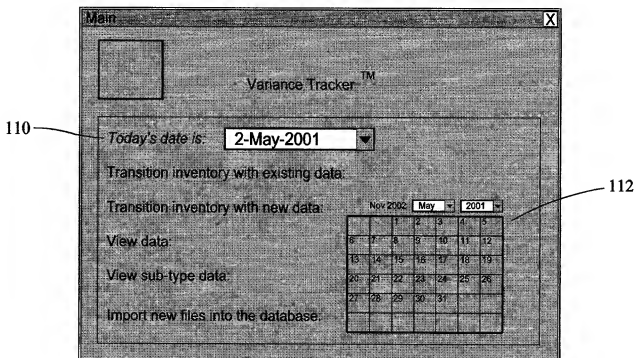 Main X
Variance Tracker TM
110
Today's date is: 2-May-2001
Transition inventory with existing data:
Transition inventory with new data: Nov 2002 May 2001
112
1 2 3 4 5
View data: 6 7 8 9 10 11 12
13 14 15 16 17 18 19
View sub-type data: 20 21 22 23 24 25 26
27 28 29 30 31
Import new files into the database: